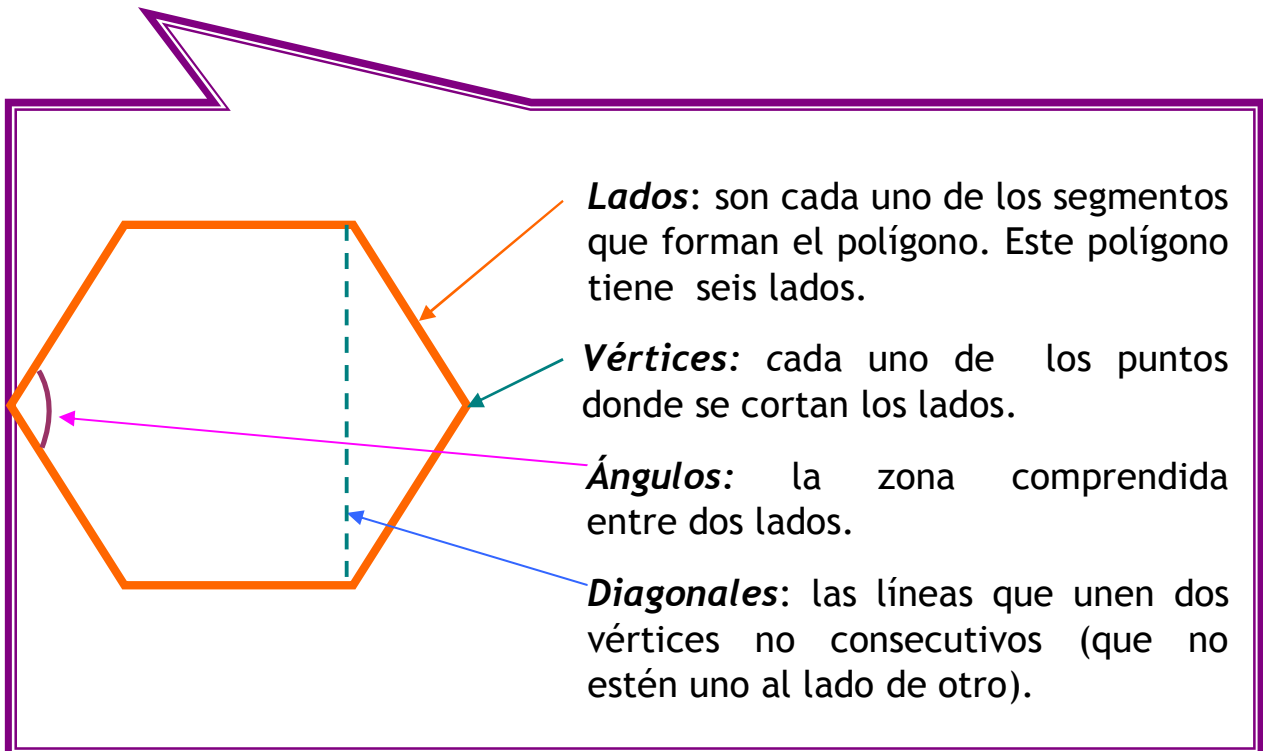 Lados: son cada uno de los segmentos
que forman el polígono. Este polígono
tiene seis lados.
Vértices: cada uno de los puntos
donde se cortan los lados.
Ángulos: la zona comprendida
entre dos lados.
Diagonales: las líneas que unen dos
vértices no consecutivos (que no
estén uno al lado de otro).